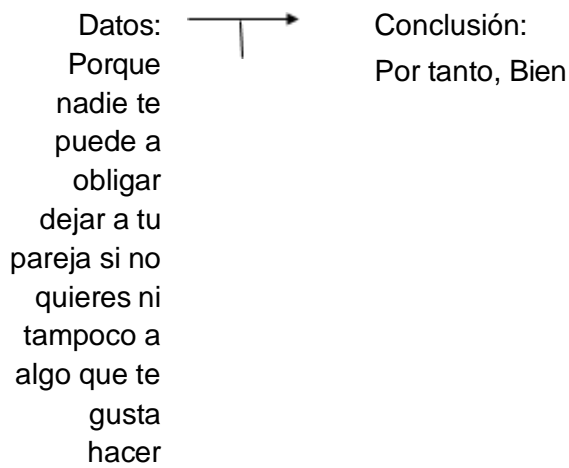 Datos:
Porque
nadie te
puede a
obligar
dejar a tu
pareja si no
quieres ni
tampoco a
algo que te
gusta
hacer
Conclusión:
Por tanto, Bien